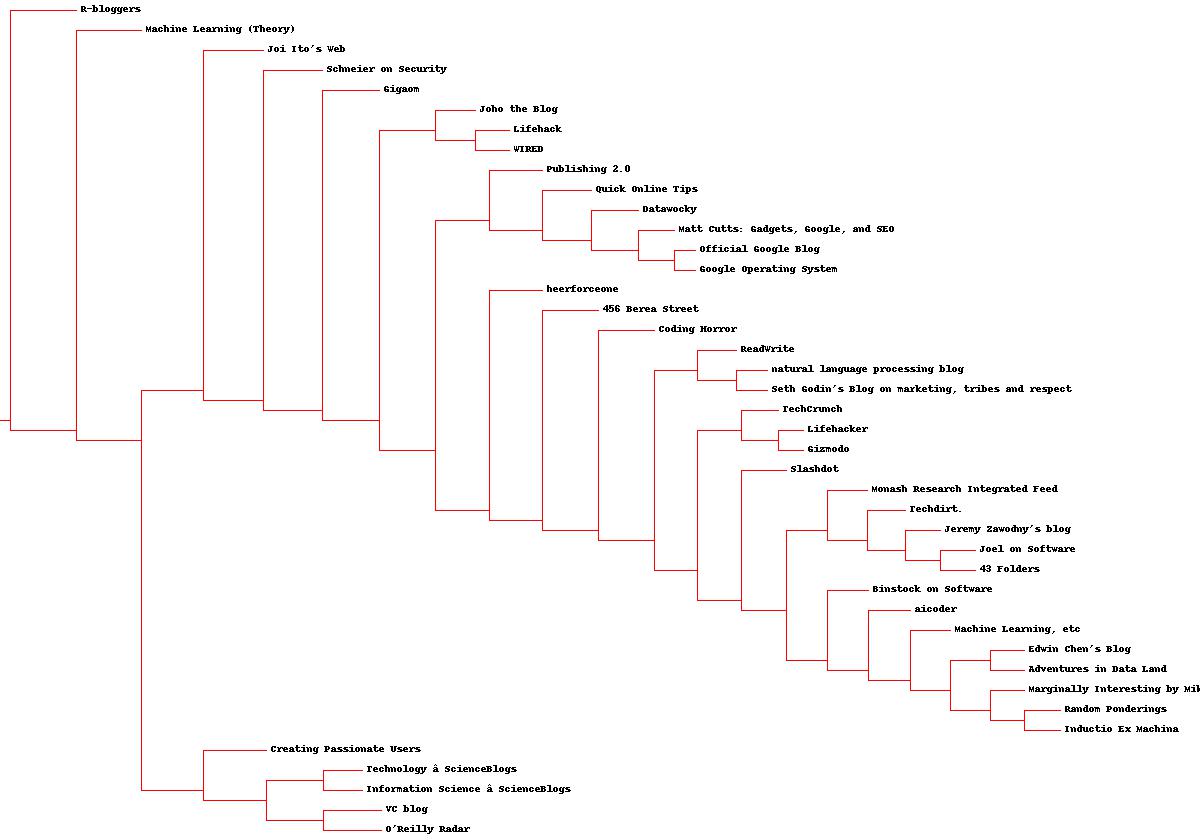 R-bloggers
Machine Learning (Theory)
Joi Ito's Web
Schneier on Security
Gigaom
Joho the Blog
Lifehack
WIRED
Publishing 2.0
Quick Online Tips
Datawocky
Matt Cutts: Gadgets, Google, and SEO
Official Google Blog
Google Operating System
heerforceone
456 Berea Street
Coding Horror
ReadWrite
natural language processing blog
Seth Godin's Blog on marketing, tribes and respect
TechCrunch
Lifehacker
Gizmodo
Slashdot
Monash Research Integrated Feed
Techdirt.
Jeremy Zawodny's blog
Joel on Software
43 Folders
Binstock on Software
aicoder
Machine Learning, etc
Edwin Chen's Blog
Adventures in Data Land
Marginally Interesting by
Random Ponderings
Inductio Ex Machina
Creating Passionate Users
Technology â ScienceBlogs
Information Science â ScienceBlogs
VC blog
O'Reilly Radar